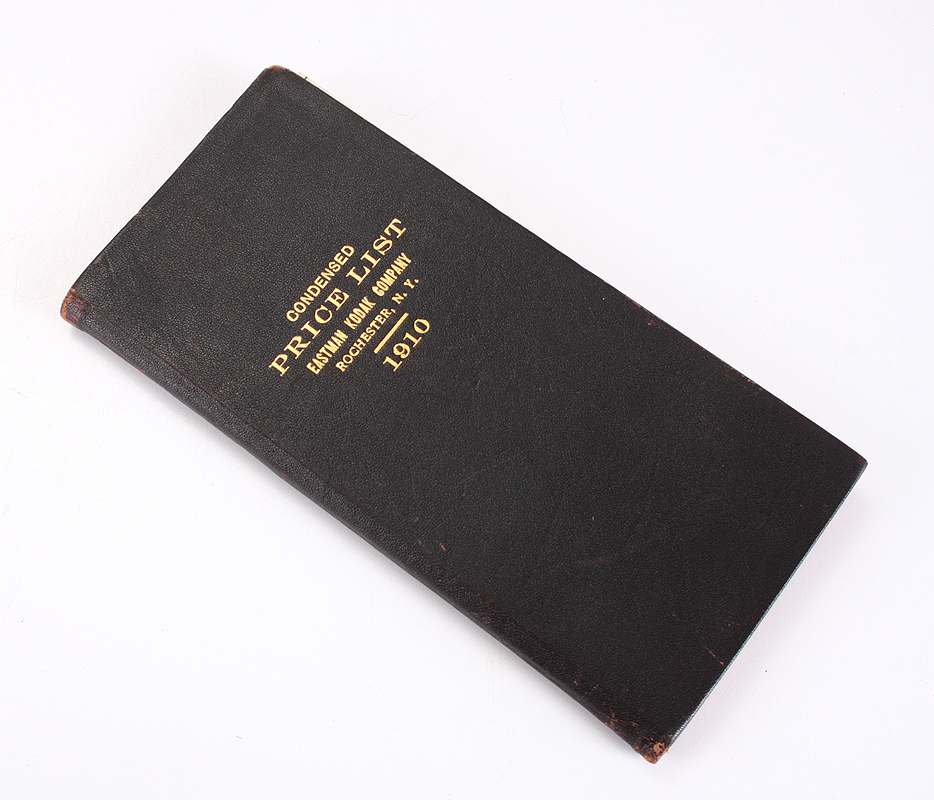 CONDENSED
PRICE LIST
EASTMAN KODAK COMPANY
ROCHESTER, N. Y.
1910